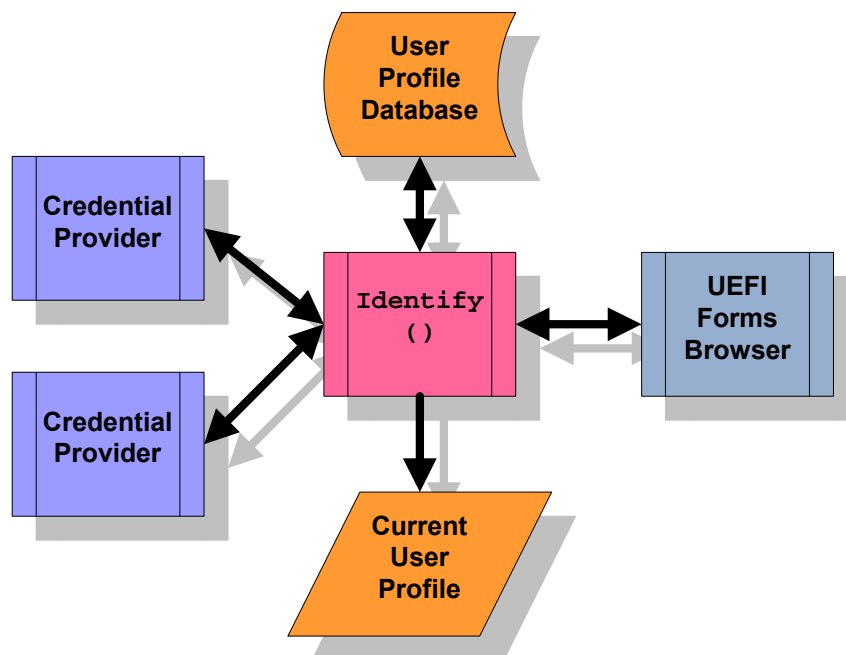 User
Profile
Database
Credential
Provider
Identify
()
UEFI
Forms
Browser
Credential
Provider
Current
User
Profile